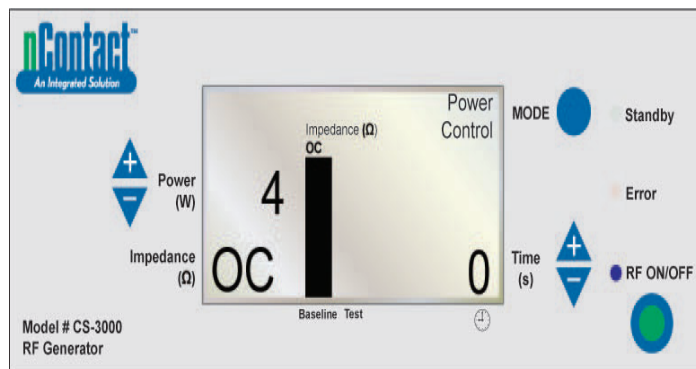 nContact™
An Integrated Solution
Power
Control
MODE
Standby
Impedance (Ω)
OC
Power
(W)
4
Error
Impedance
(Ω)
OC
0
Time
(s)
RF ON/OFF
Baseline Test
Model # CS-3000
RF Generator